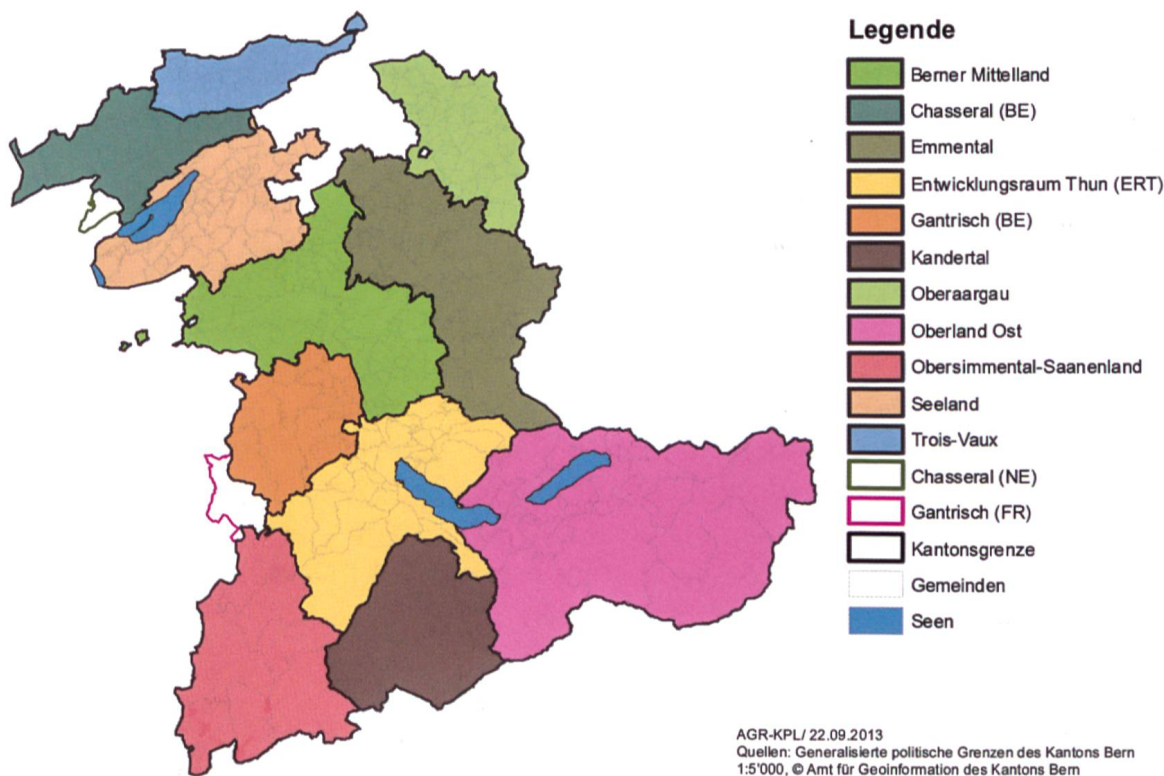 Legende
Berner Mittelland
Chasseral (BE)
Emmental
Entwicklungsraum Thun (ERT)
Gantrisch (BE)
Kandertal
Oberaargau
Oberland Ost
Obersimmental-Saanenland
Seeland
Trois-Vaux
Chasseral (NE)
Gantrisch (FR)
Kantonsgrenze
Gemeinden
Seen
AGR-KPL/ 22.09.2013
Quellen: Generalisierte politische Grenzen des Kantons Bern
1:5'000, © Amt für Geoinformation des Kantons Bern